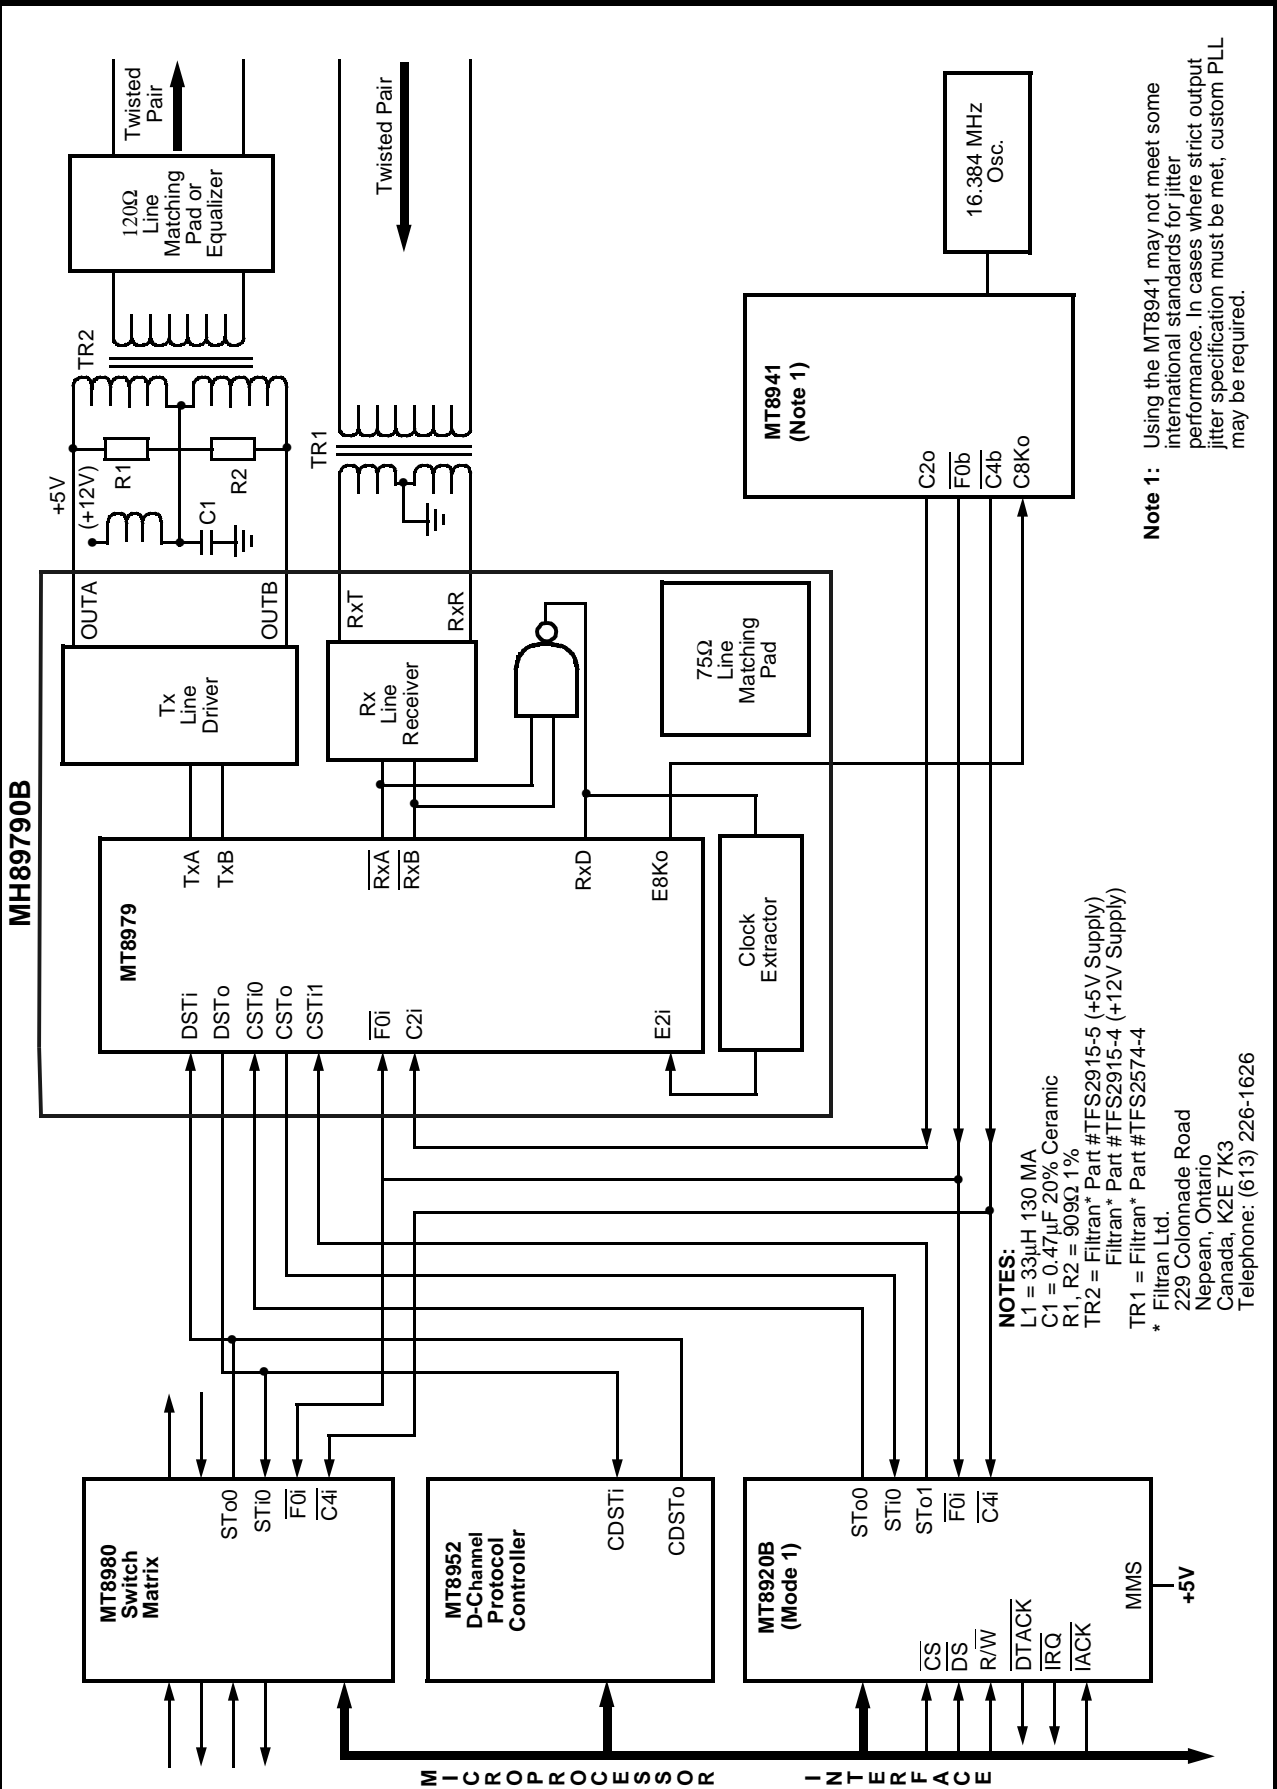 MICROPROCESSOR INTERFACE
MT8980
Switch
Matrix
STo0
STi0
F0i
C4i
MT8952
D-Channel
Protocol
Controller
CDSTi
CDSTo
MT8920B
(Mode 1)
STo0
STi0
STo1
F0i
C4i
CS
DS
R/W
DTACK
IRQ
IACK
MMS
+5V
MH89790B
MT8979
DSTi
DSTo
CSTi0
CSTo
CSTi1
F0i
C2i
E2i
TxA
TxB
RxA
RxB
RxD
E8Ko
Clock
Extractor
Tx
Line
Driver
Rx
Line
Receiver
75Ω
Line
Matching
Pad
OUTA
OUTB
RxT
RxR
+5V
(+12V)
R1
R2
C1
TR2
TR1
120Ω
Line
Matching
Pad or
Equalizer
Twisted
Pair
Twisted Pair
MT8941
(Note 1)
C2o
F0b
C4b
C8Ko
16.384 MHz
Osc.
NOTES:
L1 = 33µH 130 MA
C1 = 0.47µF 20% Ceramic
R1, R2 = 909Ω 1%
TR2 = Filtran* Part #TFS2915-5 (+5V Supply)
Filtran* Part #TFS2915-4 (+12V Supply)
TR1 = Filtran* Part #TFS2574-4
* Filtran Ltd.
229 Colonnade Road
Nepean, Ontario
Canada, K2E 7K3
Telephone: (613) 226-1626
Note 1: Using the MT8941 may not meet some
international standards for jitter
performance. In cases where strict output
jitter specification must be met, custom PLL
may be required.